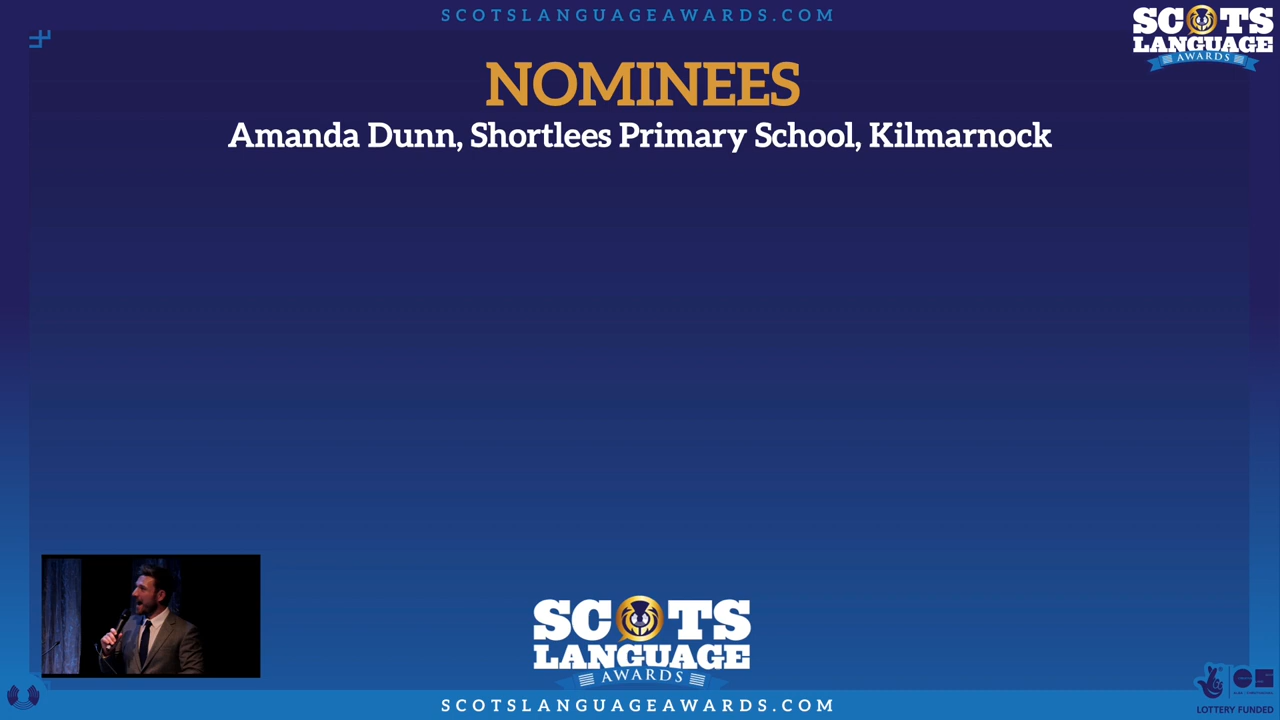 SCOTSLANGUAGEAWARDS.COM
SCOTS
LANGUAGE
AWARDS
NOMINEES
Amanda Dunn, Shortlees Primary School, Kilmarnock
SCOTS
LANGUAGE
AWARDS
LOTTERY FUNDED
SCOTSLANGUAGEAWARDS.COM